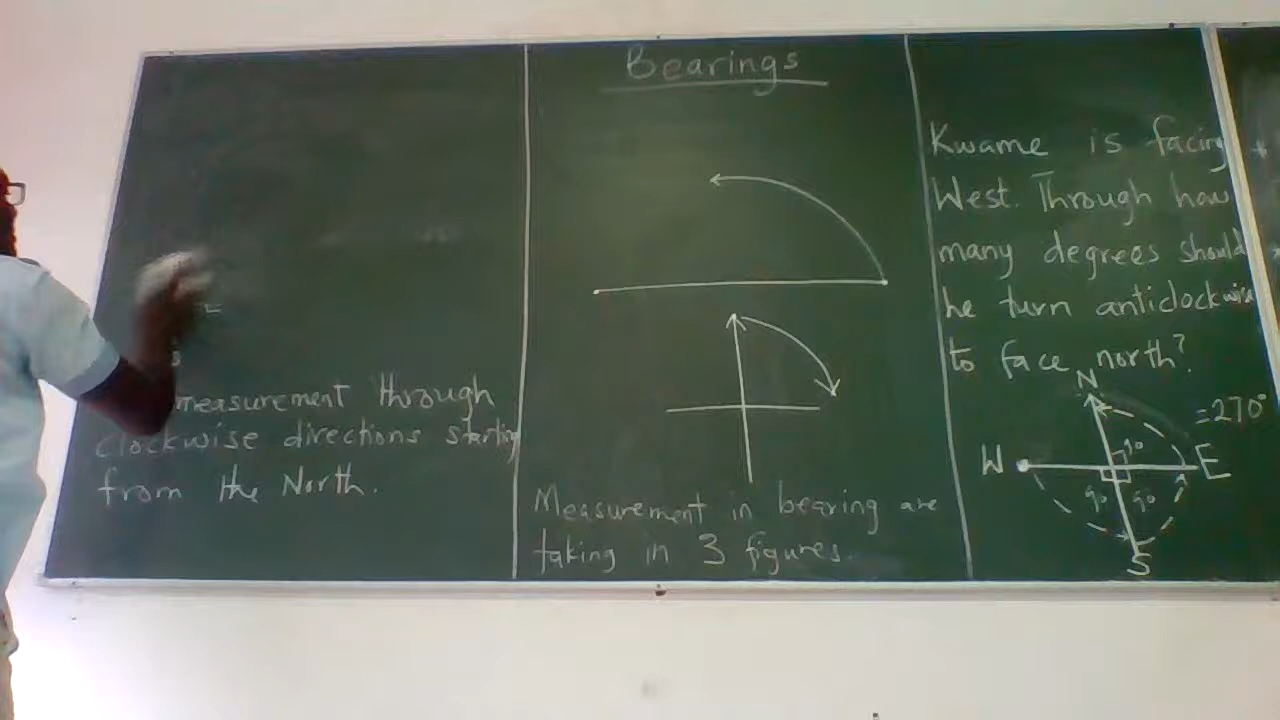 measurement through
clockwise directions starting
from the North.
Bearings
Measurement in bearing are
taking in 3 figures.
Kwame is facing
West. Through how
many degrees should
he turn anticlockwise
to face north?
N
=270°
90
W
E
90
90
S